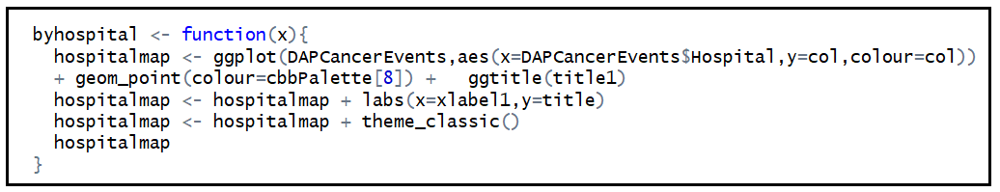 byhospital <- function(x){
  hospitalmap <- ggplot(DAPCancerEvents,aes(x=DAPCancerEvents$Hospital,y=col,colour=col))
  + geom_point(colour=cbbPalette[8]) +   ggtitle(title1)
  hospitalmap <- hospitalmap + labs(x=xlabel1,y=title)
  hospitalmap <- hospitalmap + theme_classic()
  hospitalmap
}